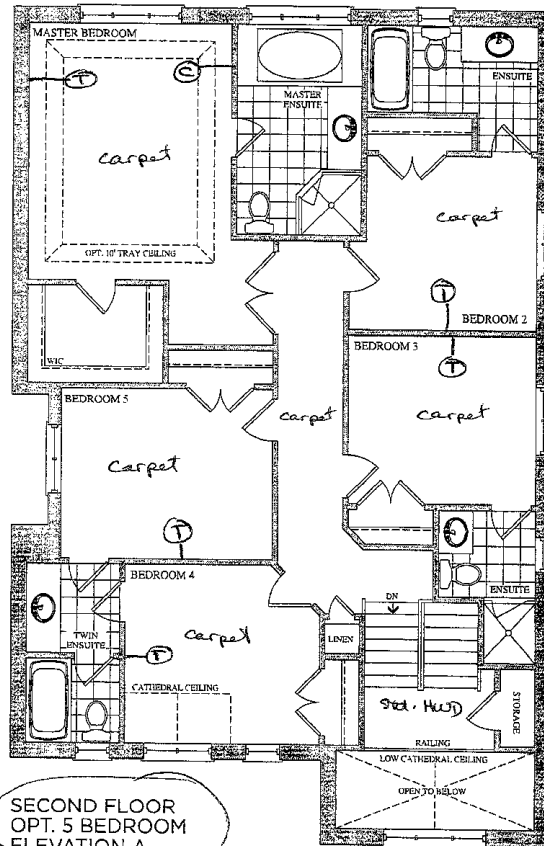 MASTER BEDROOM
T
C
MASTER
ENSUITE
ENSUITE
carpet
carpet
OPT. 10' TRAY CEILING
T
BEDROOM 2
WIC
BEDROOM 3
T
BEDROOM 5
carpet
carpet
carpet
T
BEDROOM 4
ENSUITE
DN
TWIN
ENSUITE
carpet
LINEN
T
CATHEDRAL CEILING
Std. HWD
STORAGE
RAILING
LOW CATHEDRAL CEILING
OPEN TO BELOW
SECOND FLOOR
OPT. 5 BEDROOM
ELEVATION A